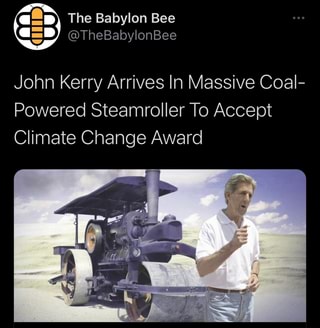 The Babylon Bee
@TheBabylonBee
John Kerry Arrives In Massive Coal-
Powered Steamroller To Accept
Climate Change Award